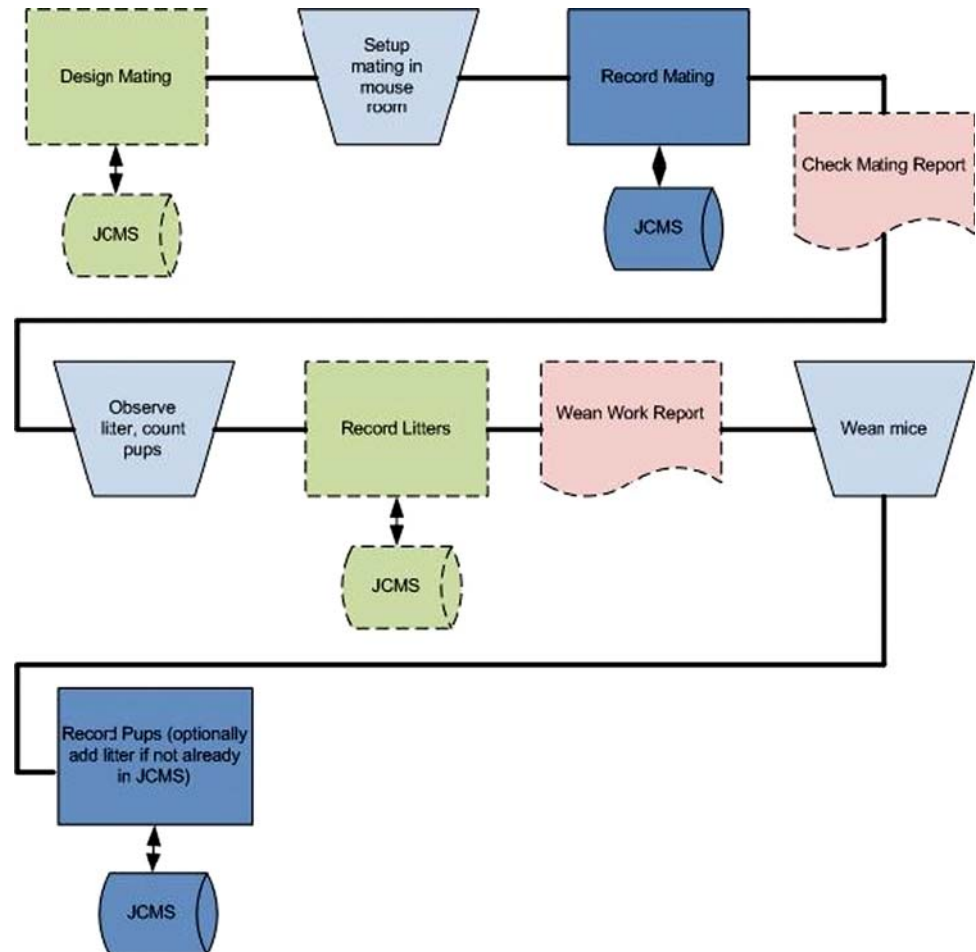 Design Mating
Setup
mating in
mouse
room
Record Mating
Check Mating Report
JCMS
JCMS
Observe
litter, count
pups
Record Litters
Wean Work Report
Wean mice
JCMS
Record Pups (optionally
add litter if not already
in JCMS)
JCMS